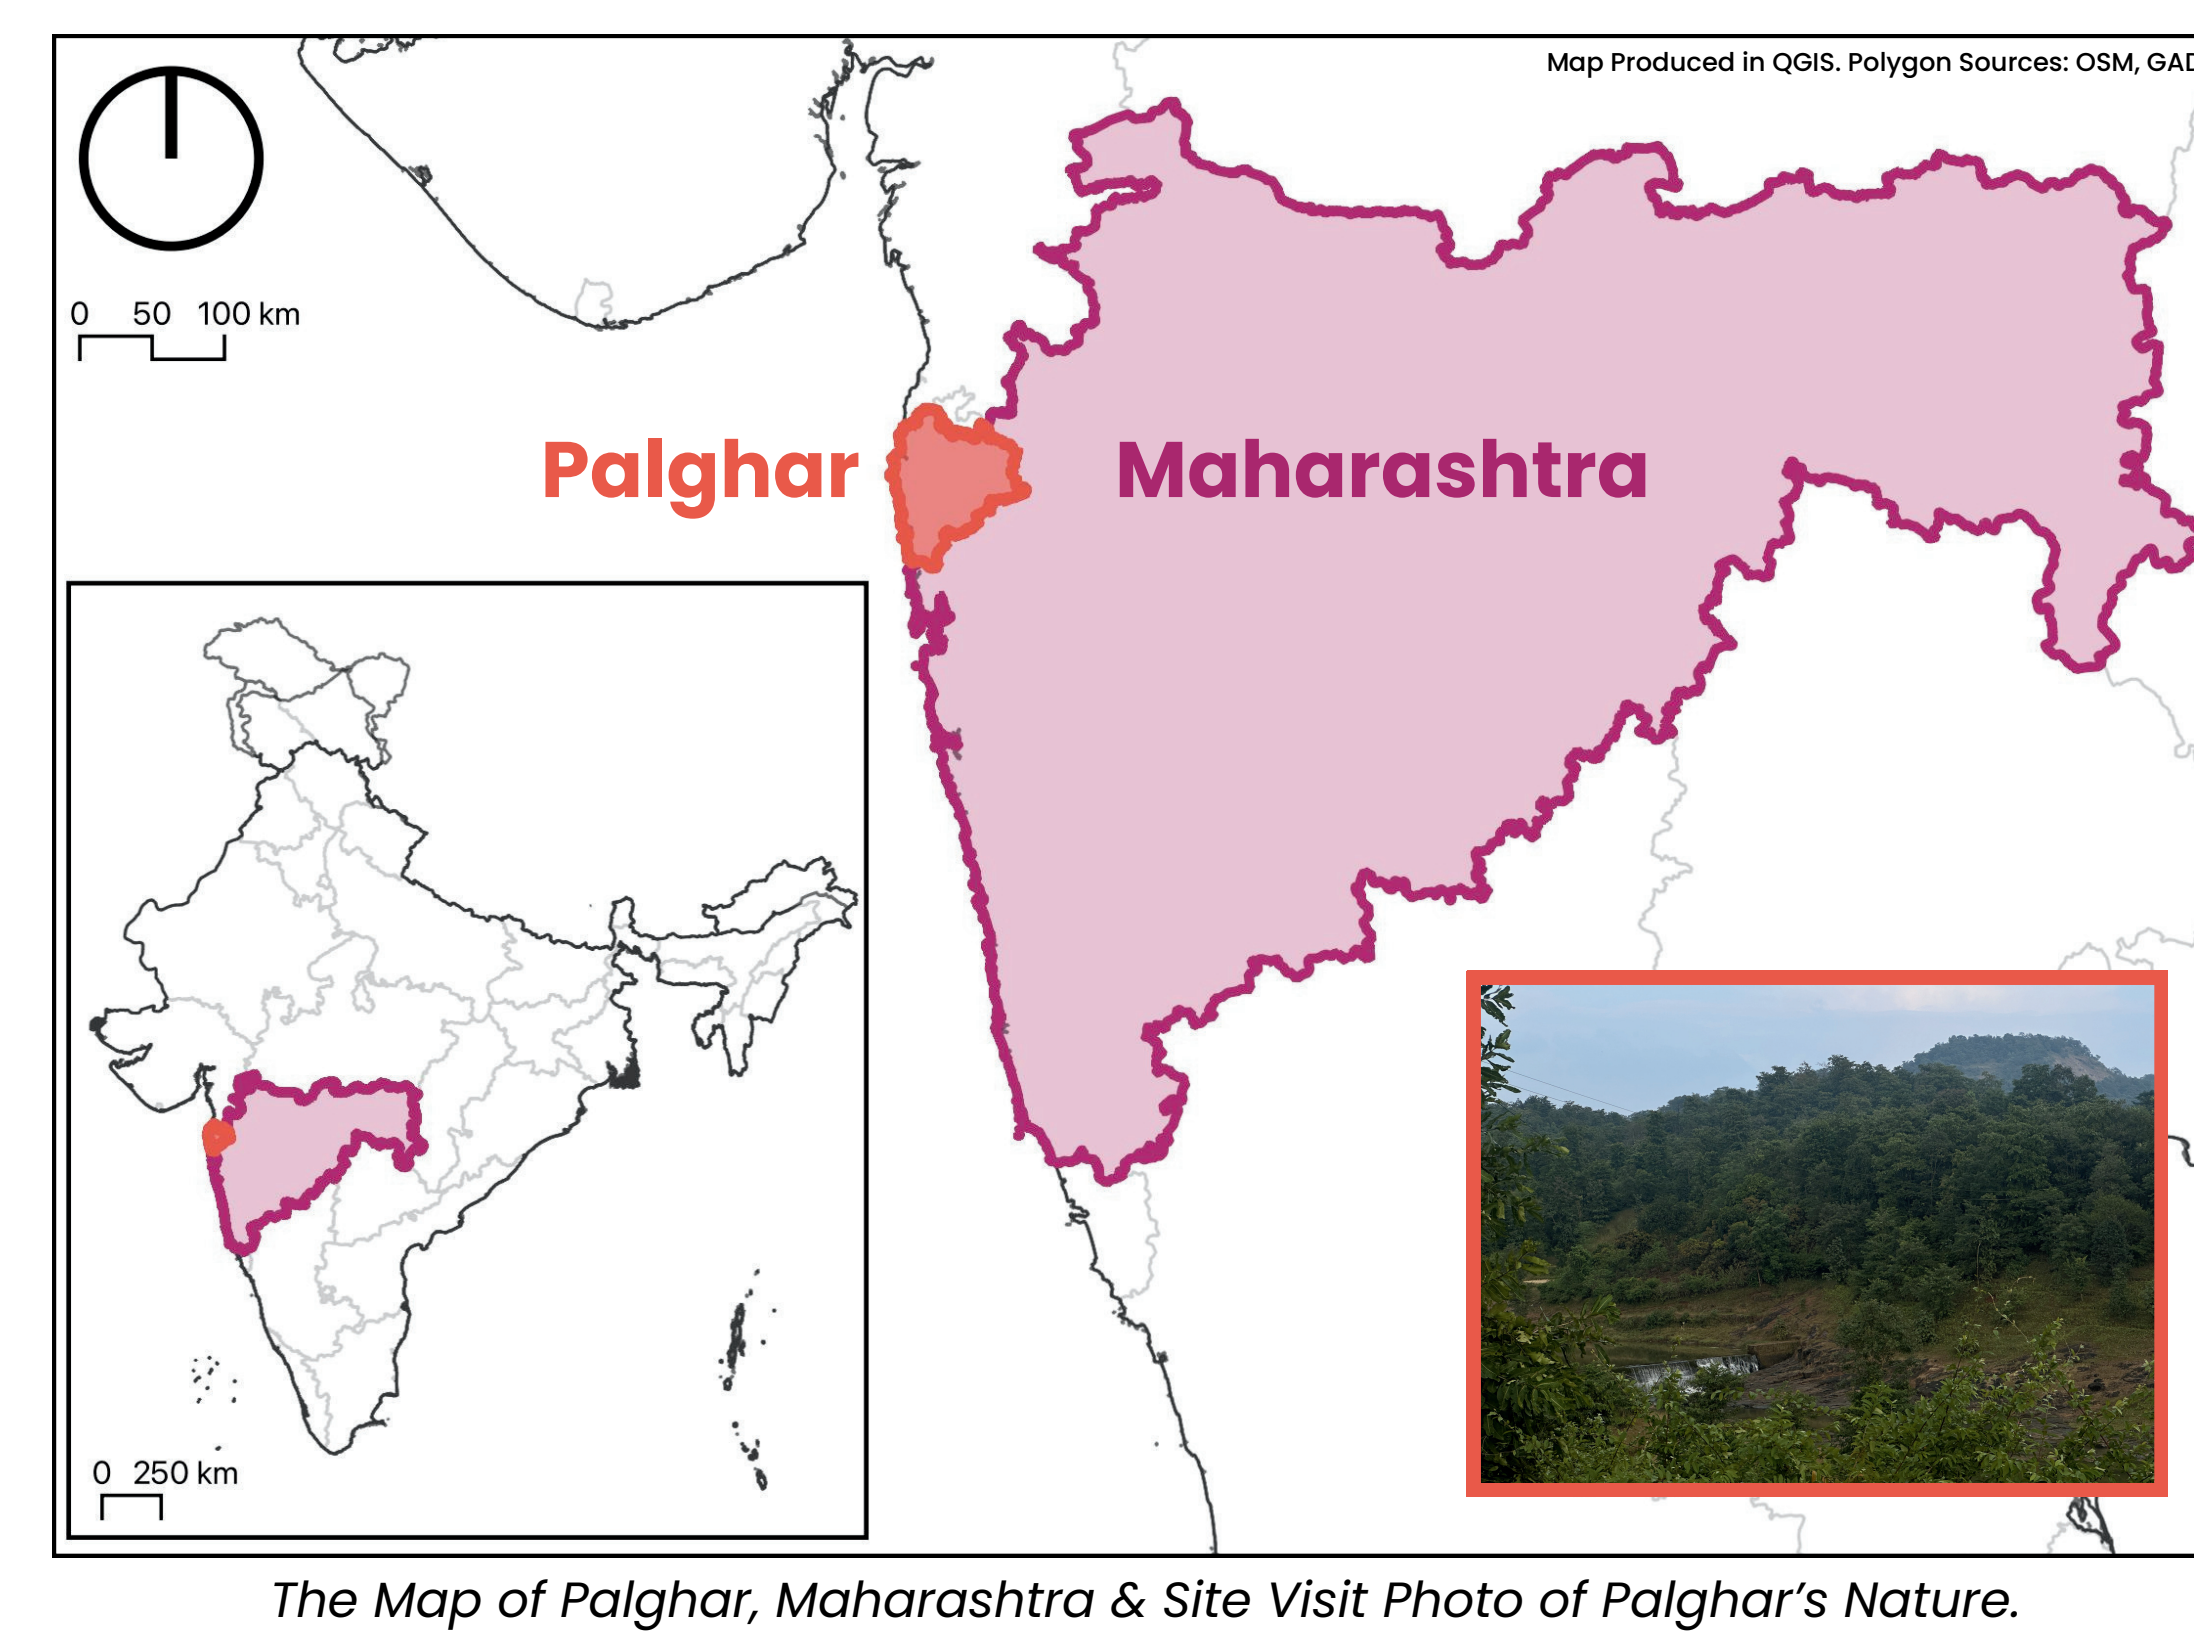 Map Produced in QGIS. Polygon Sources: OSM, GAD
0 50 100 km
Palghar
Maharashtra
0 250 km
The Map of Palghar, Maharashtra & Site Visit Photo of Palghar’s Nature.